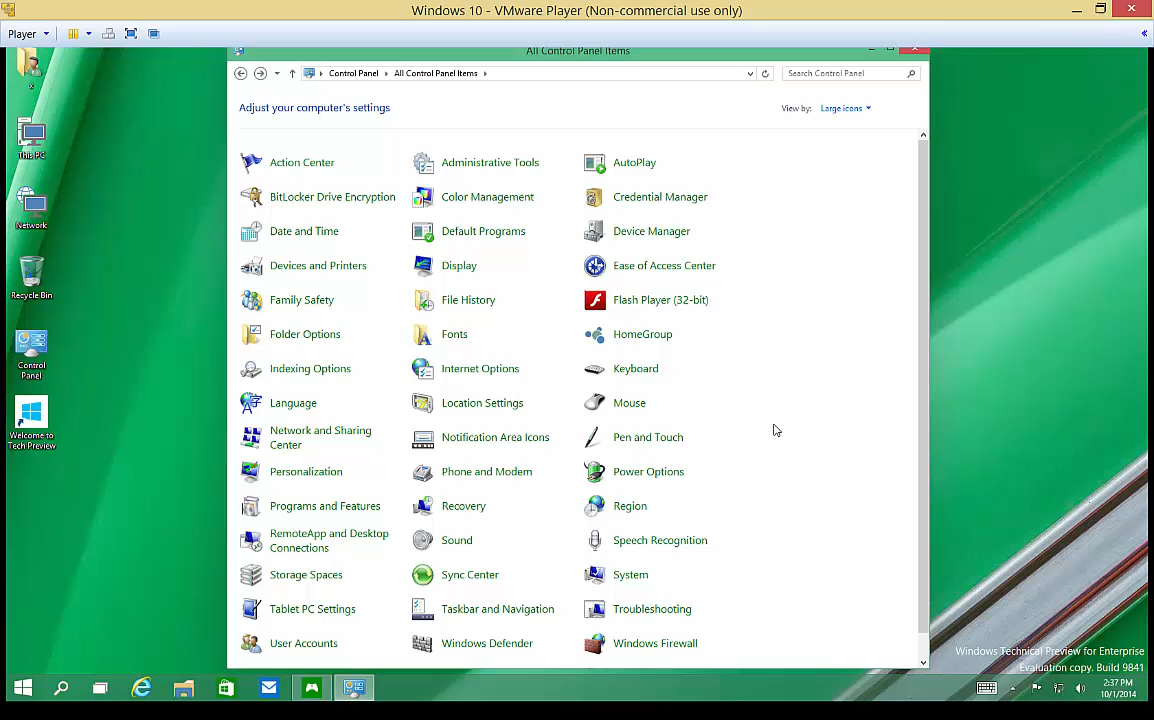 Windows 10 - VMware Player (Non-commercial use only)
Player
All Control Panel Items
Control Panel
All Control Panel Items
Search Control Panel
Adjust your computer's settings
View by:
Large icons
x
This PC
Network
Recycle Bin
Control
Panel
Welcome to
Tech Preview
Action Center
Administrative Tools
AutoPlay
BitLocker Drive Encryption
Color Management
Credential Manager
Date and Time
Default Programs
Device Manager
Devices and Printers
Display
Ease of Access Center
Family Safety
File History
Flash Player (32-bit)
Folder Options
Fonts
HomeGroup
Indexing Options
Internet Options
Keyboard
Language
Location Settings
Mouse
Network and Sharing
Center
Notification Area Icons
Pen and Touch
Personalization
Phone and Modem
Power Options
Programs and Features
Recovery
Region
RemoteApp and Desktop
Connections
Sound
Speech Recognition
Storage Spaces
Sync Center
System
Tablet PC Settings
Taskbar and Navigation
Troubleshooting
User Accounts
Windows Defender
Windows Firewall
Windows Technical Preview for Enterprise
Evaluation copy. Build 9841
2:37 PM
10/1/2014